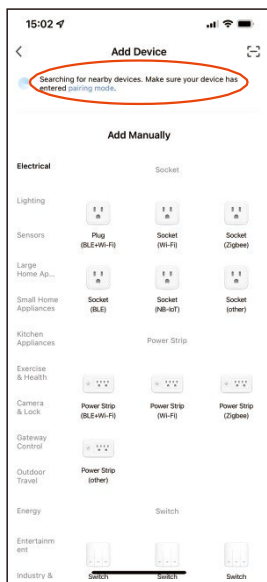 15:02
Add Device
Searching for nearby devices. Make sure your device has
entered pairing mode.
Add Manually
Electrical
Socket
Lighting
Sensors
Plug
(BLE+Wi-Fi)
Socket
(Wi-Fi)
Socket
(Zigbee)
Large
Home Ap...
Small Home
Appliances
Socket
(BLE)
Socket
(NB-IoT)
Socket
(other)
Kitchen
Appliances
Power Strip
Exercise
& Health
Camera
& Lock
Power Strip
(BLE+Wi-Fi)
Power Strip
(Wi-Fi)
Power Strip
(Zigbee)
Gateway
Control
Outdoor
Travel
Power Strip
(other)
Energy
Switch
Entertainm
ent
Industry &
Switch
Switch
Switch